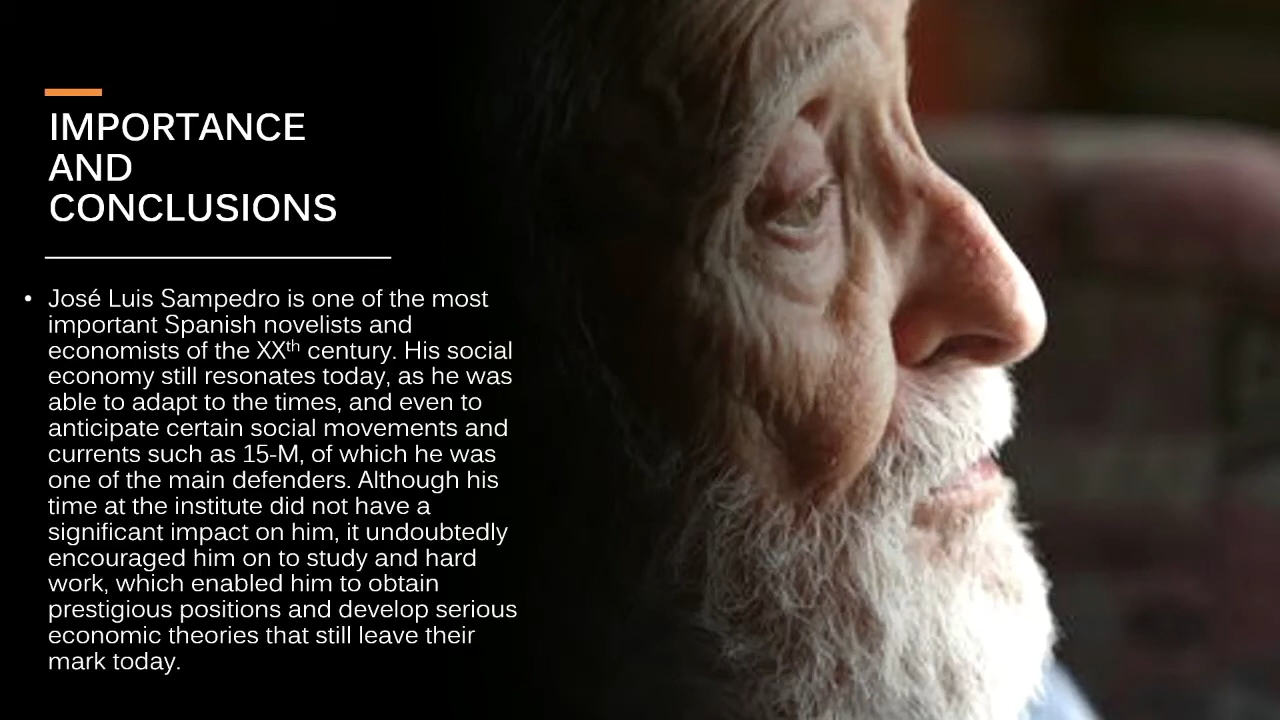 IMPORTANCE
AND
CONCLUSIONS
• José Luis Sampedro is one of the most
important Spanish novelists and
economists of the XXth century. His social
economy still resonates today, as he was
able to adapt to the times, and even to
anticipate certain social movements and
currents such as 15-M, of which he was
one of the main defenders. Although his
time at the institute did not have a
significant impact on him, it undoubtedly
encouraged him on to study and hard
work, which enabled him to obtain
prestigious positions and develop serious
economic theories that still leave their
mark today.